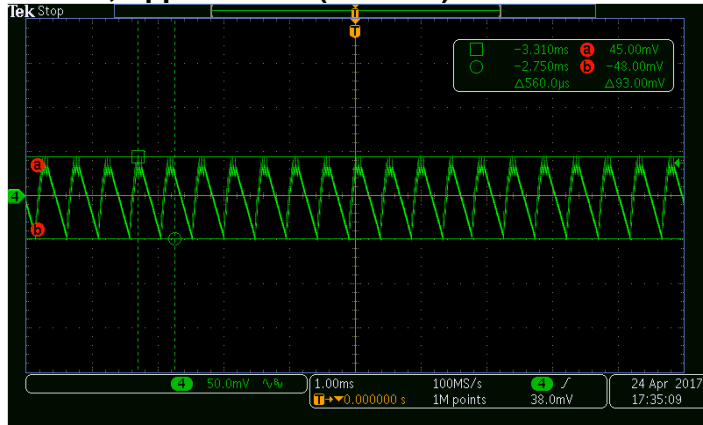 Tek Stop
T
T
−3.310ms a 45.00mV
−2.750ms b −48.00mV
Δ560.0µs Δ93.00mV
a
4
b
4 50.0mV
1.00ms 100MS/s 4
T→▼0.000000 s 1M points 38.0mV
24 Apr 2017
17:35:09